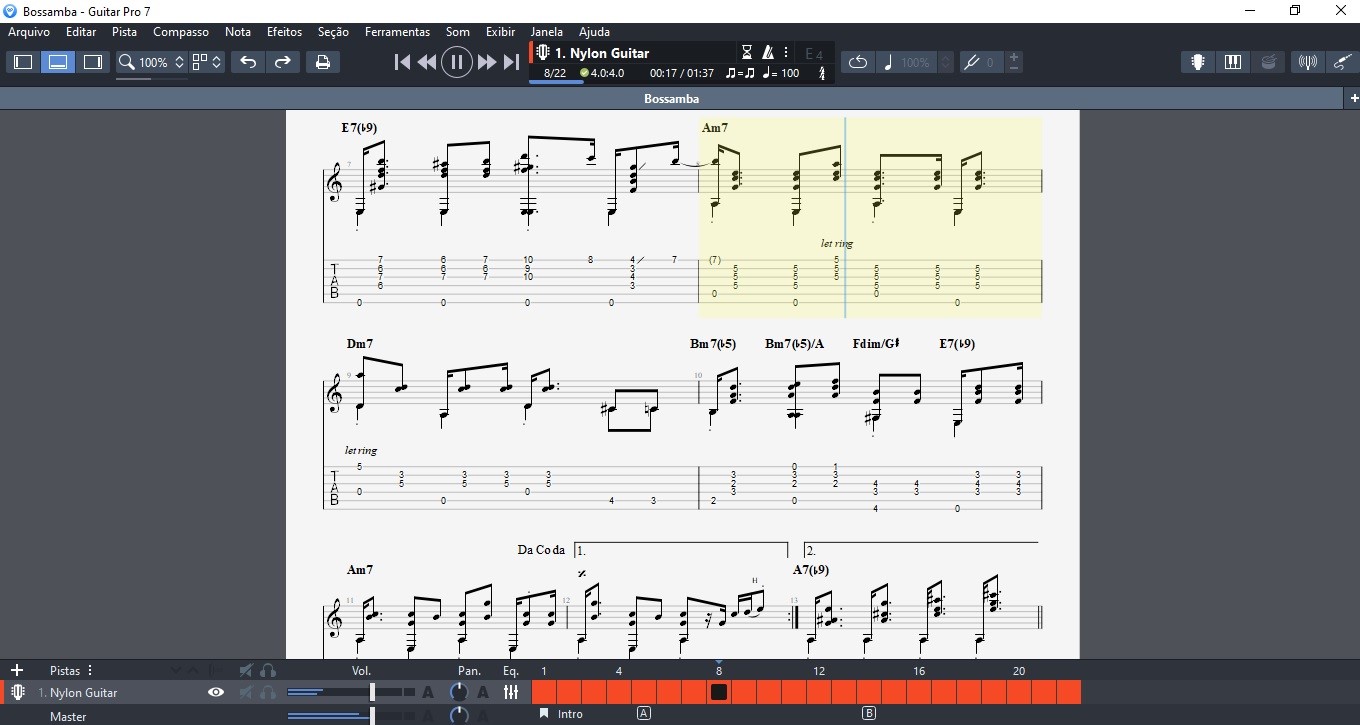 Bossamba - Guitar Pro 7
Arquivo Editar Pista Compasso Nota Efeitos Seção Ferramentas Som Exibir Janela Ajuda
100% 1. Nylon Guitar E4 100% 0
8/22 4.0:4.0 00:17 / 01:37 ♫=♫ ♩= 100
Bossamba
E7(♭9) Am7
7 8
let ring
7 6 7 10 8 4 7 (7) 5
6 6 6 9 3 5 5 5 5 5 5
6 7 7 10 4 5 5 5 5 5 5
6 3 5 5 5 5 5
0 0
0 0 0 0 0 0
Dm7 Bm7(♭5) Bm7(♭5)/A Fdim/G♯ E7(♭9)
9 10
let ring
5 0 1
3 3 3 3 3 3 3 3 3
5 5 5 5 2 2 2 4 4 4 4
0 0 3 3 3 3 3
0 4 3 2 0
4 0
T
A
B
Da Coda 1. 2.
Am7 A7(♭9)
H
11 12 13
Pistas Vol. Pan. Eq. 1 4 8 12 16 20
1. Nylon Guitar
Master Intro A B